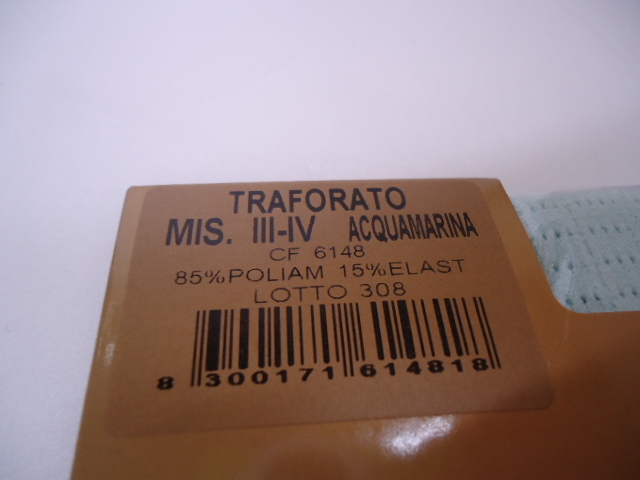 TRAFORATO
MIS. III-IV ACQUAMARINA
CF 6148
85%POLIAM 15%ELAST
LOTTO 308
8 300171 614818